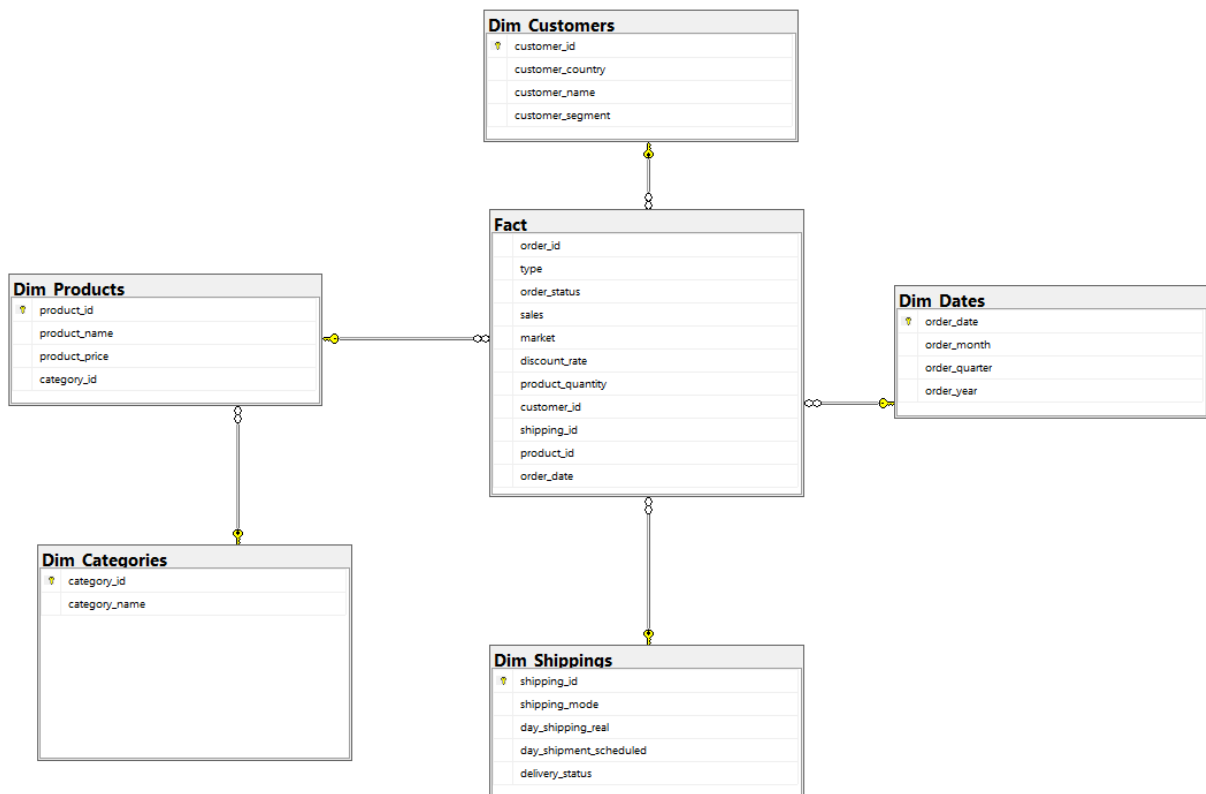 Dim_Customers
customer_id
customer_country
customer_name
customer_segment
Fact
order_id
type
order_status
sales
market
discount_rate
product_quantity
customer_id
shipping_id
product_id
order_date
Dim_Products
product_id
product_name
product_price
category_id
Dim_Dates
order_date
order_month
order_quarter
order_year
Dim_Categories
category_id
category_name
Dim_Shippings
shipping_id
shipping_mode
day_shipping_real
day_shipment_scheduled
delivery_status